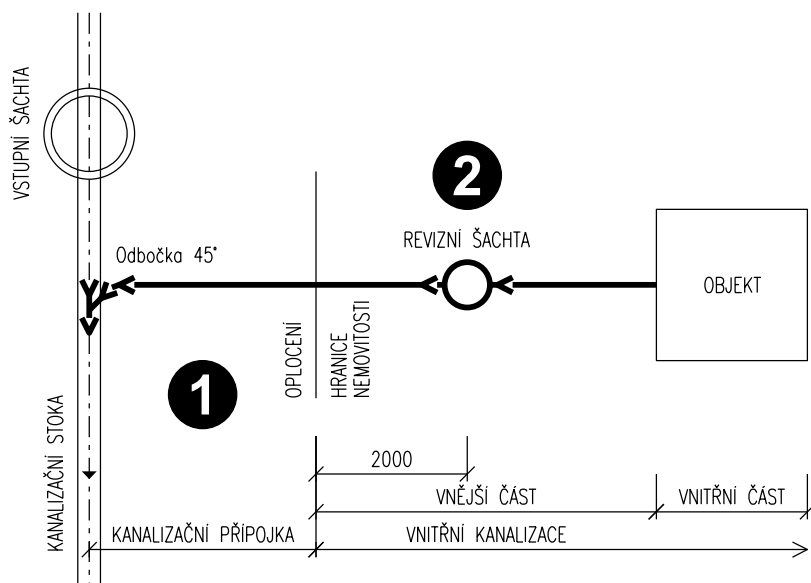 VSTUPNÍ ŠACHTA
2
REVIZNÍ ŠACHTA
Odbočka 45°
OBJEKT
OPLOCENÍ
HRANICE
NEMOVITOSTI
1
KANALIZAČNÍ STOKA
2000
VNĚJŠÍ ČÁST
VNITŘNÍ ČÁST
KANALIZAČNÍ PŘÍPOJKA
VNITŘNÍ KANALIZACE